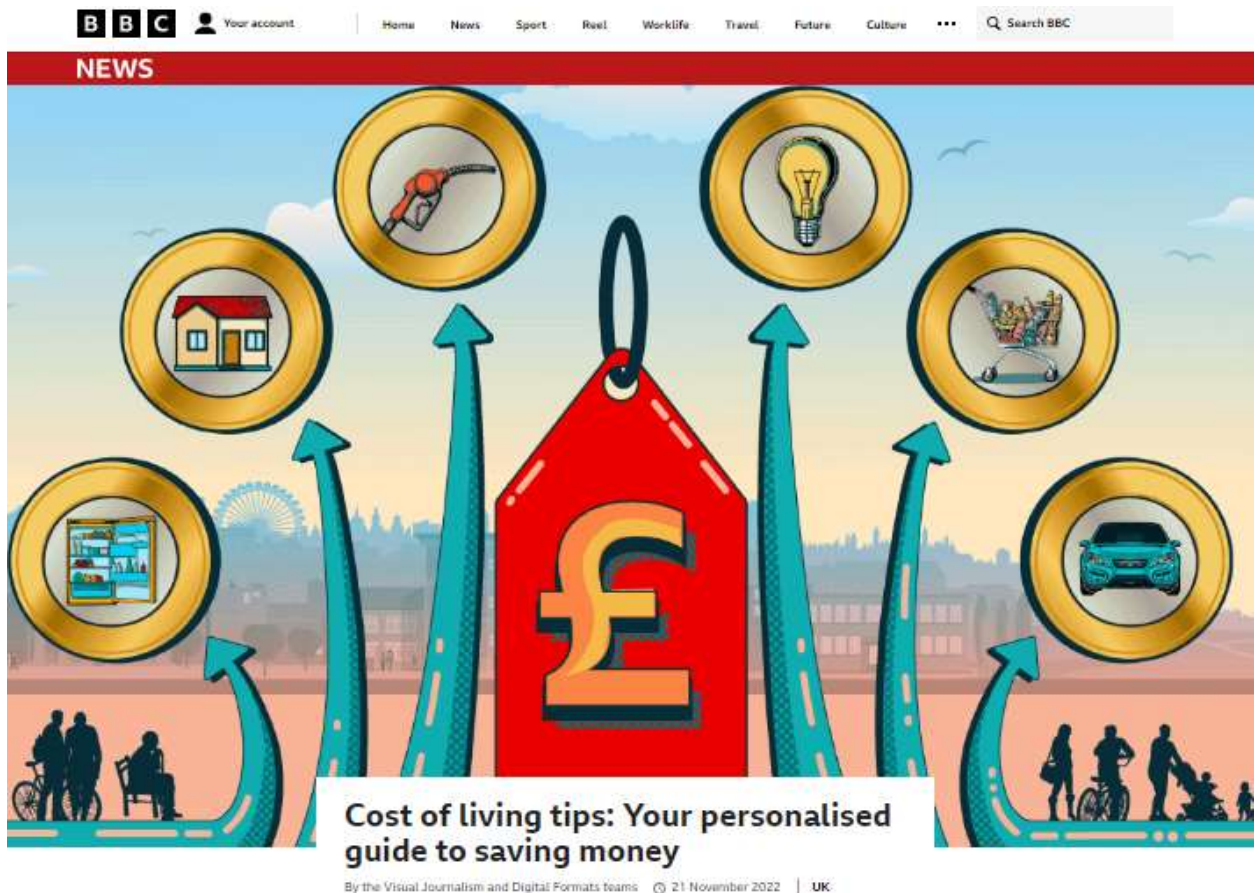 BBC Your account Home News Sport Reel Worklife Travel Future Culture ••• Search BBC
NEWS
£
Cost of living tips: Your personalised
guide to saving money
By the Visual Journalism and Digital Formats teams 21 November 2022 | UK